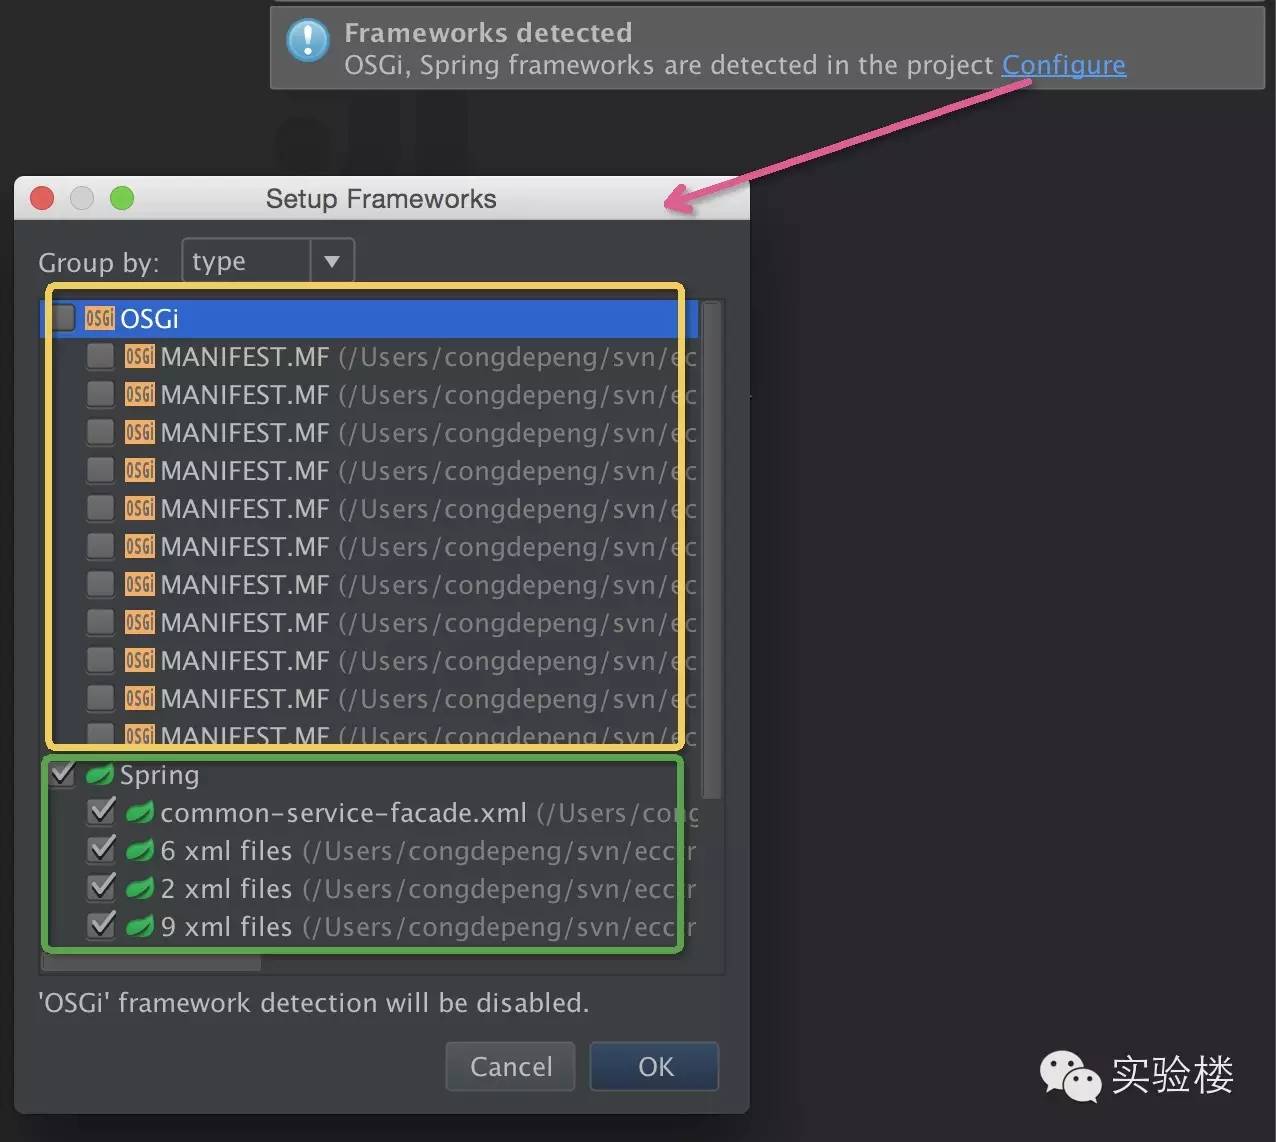 Frameworks detected
OSGi, Spring frameworks are detected in the project Configure
Setup Frameworks
Group by: type
OSGi OSGi
OSGi MANIFEST.MF (/Users/congdepeng/svn/ec
OSGi MANIFEST.MF (/Users/congdepeng/svn/ec
OSGi MANIFEST.MF (/Users/congdepeng/svn/ec
OSGi MANIFEST.MF (/Users/congdepeng/svn/ec
OSGi MANIFEST.MF (/Users/congdepeng/svn/ec
OSGi MANIFEST.MF (/Users/congdepeng/svn/ec
OSGi MANIFEST.MF (/Users/congdepeng/svn/ec
OSGi MANIFEST.MF (/Users/congdepeng/svn/ec
OSGi MANIFEST.MF (/Users/congdepeng/svn/ec
OSGi MANIFEST.MF (/Users/congdepeng/svn/ec
OSGi MANIFEST.MF (/Users/congdepeng/svn/ec
Spring
common-service-facade.xml (/Users/cong
6 xml files (/Users/congdepeng/svn/ecctr
2 xml files (/Users/congdepeng/svn/ecctr
9 xml files (/Users/congdepeng/svn/ecctr
'OSGi' framework detection will be disabled.
Cancel OK
实验楼